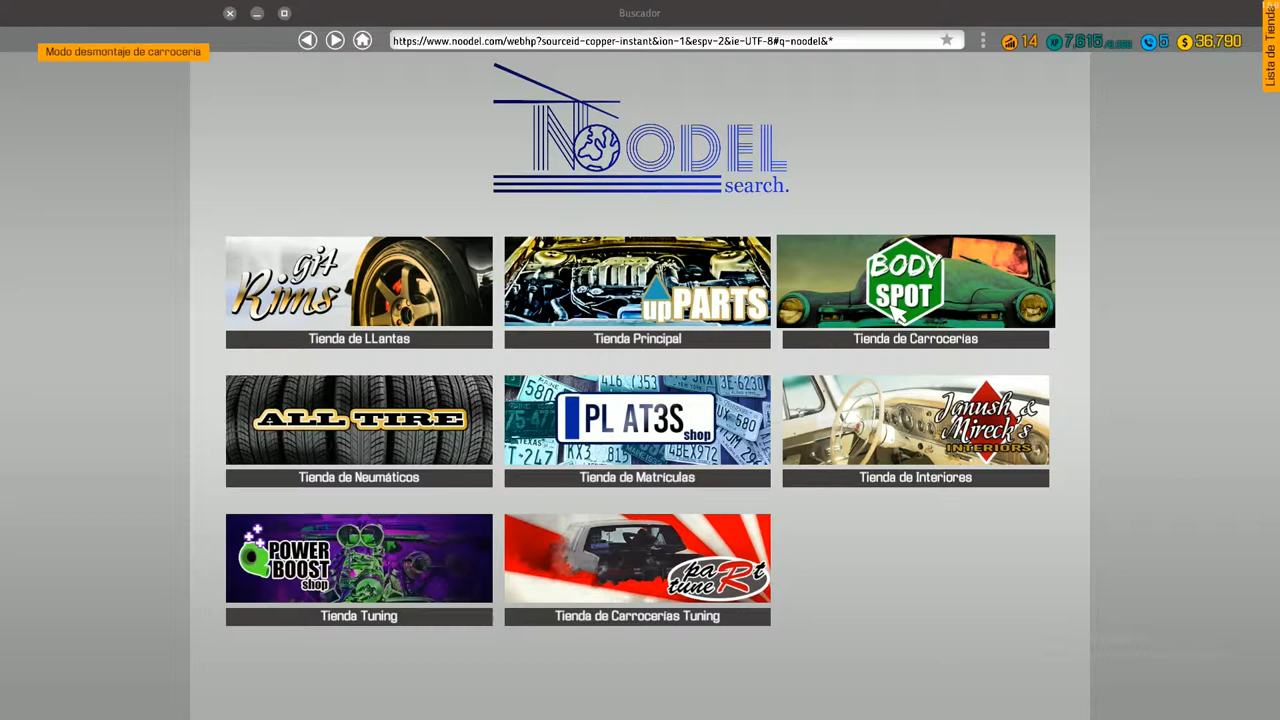 Buscador
Modo desmontaje de carrocería
https://www.noodel.com/webhp?sourceid-copper-instant&ion-1&espv-2&ie-UTF-8#q-noodel&*
14
7,615
5
$ 36,790
Lista de Tienda
NOODEL
search.
git Rims
upPARTS
BODY SPOT
Tienda de LLantas
Tienda Principal
Tienda de Carrocerías
ALL TIRE
PL AT3S
shop
Janush & Mireck's
INTERIORS
Tienda de Neumáticos
Tienda de Matrículas
Tienda de Interiores
POWER
BOOST
shop
paRt
tune
Tienda Tuning
Tienda de Carrocerías Tuning